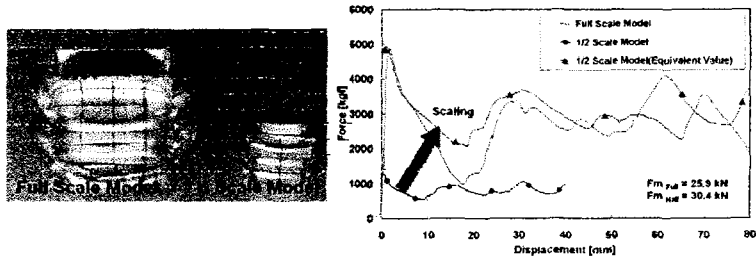 Full Scale Model
Scale Model
6000
5000
4000
3000
2000
1000
0
Force [kgf]
Full Scale Model
1/2 Scale Model
1/2 Scale Model(Equivalent Value)
Scaling
Fm Full = 25.9 kN
Fm Half = 30.4 kN
0 10 20 30 40 50 60 70 80
Displacement [mm]